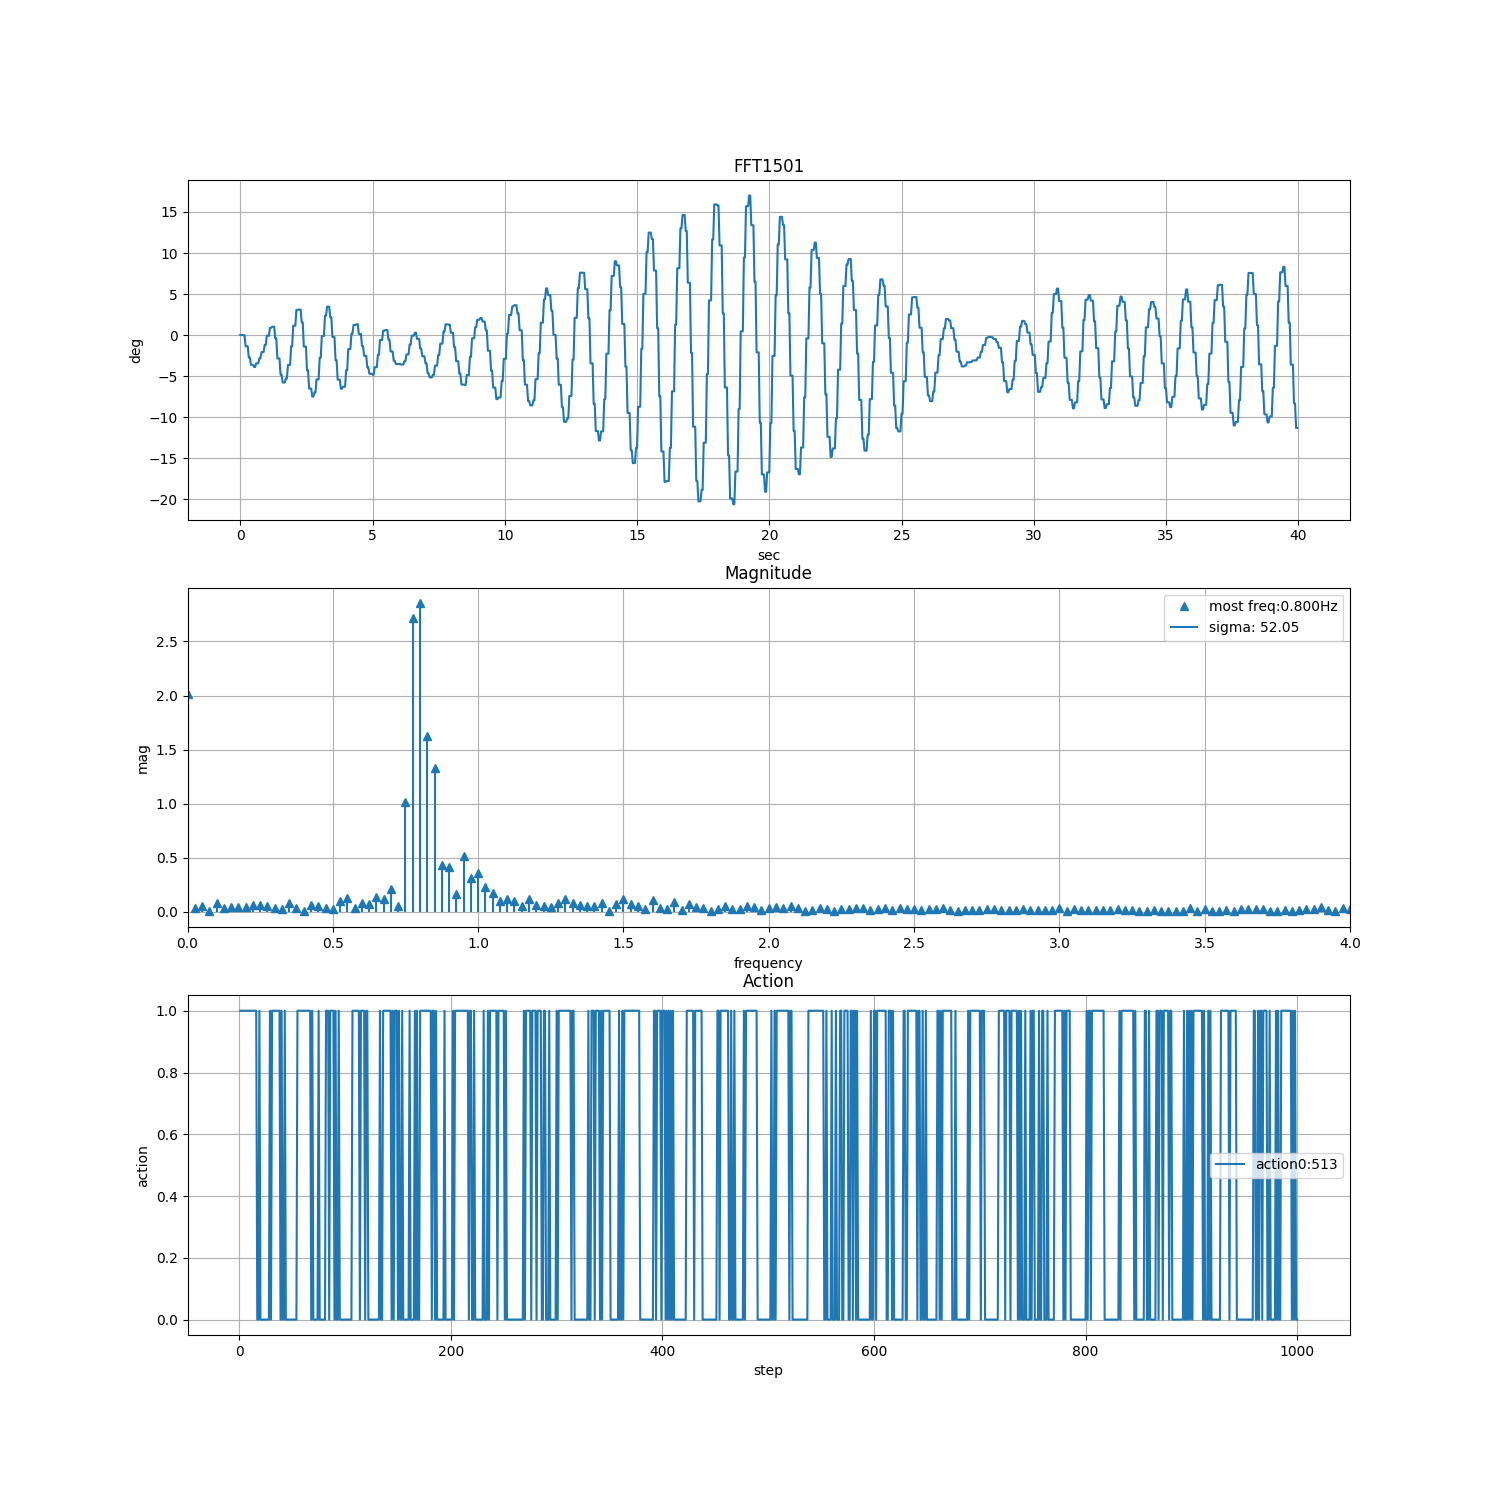 FFT1501
15
10
5
0
−5
−10
−15
−20
deg
0 5 10 15 20 25 30 35 40
sec
Magnitude
most freq:0.800Hz
sigma: 52.05
2.5
2.0
1.5
1.0
0.5
0.0
mag
0.0 0.5 1.0 1.5 2.0 2.5 3.0 3.5 4.0
frequency
Action
1.0
0.8
0.6
0.4
0.2
0.0
action
action0:513
0 200 400 600 800 1000
step